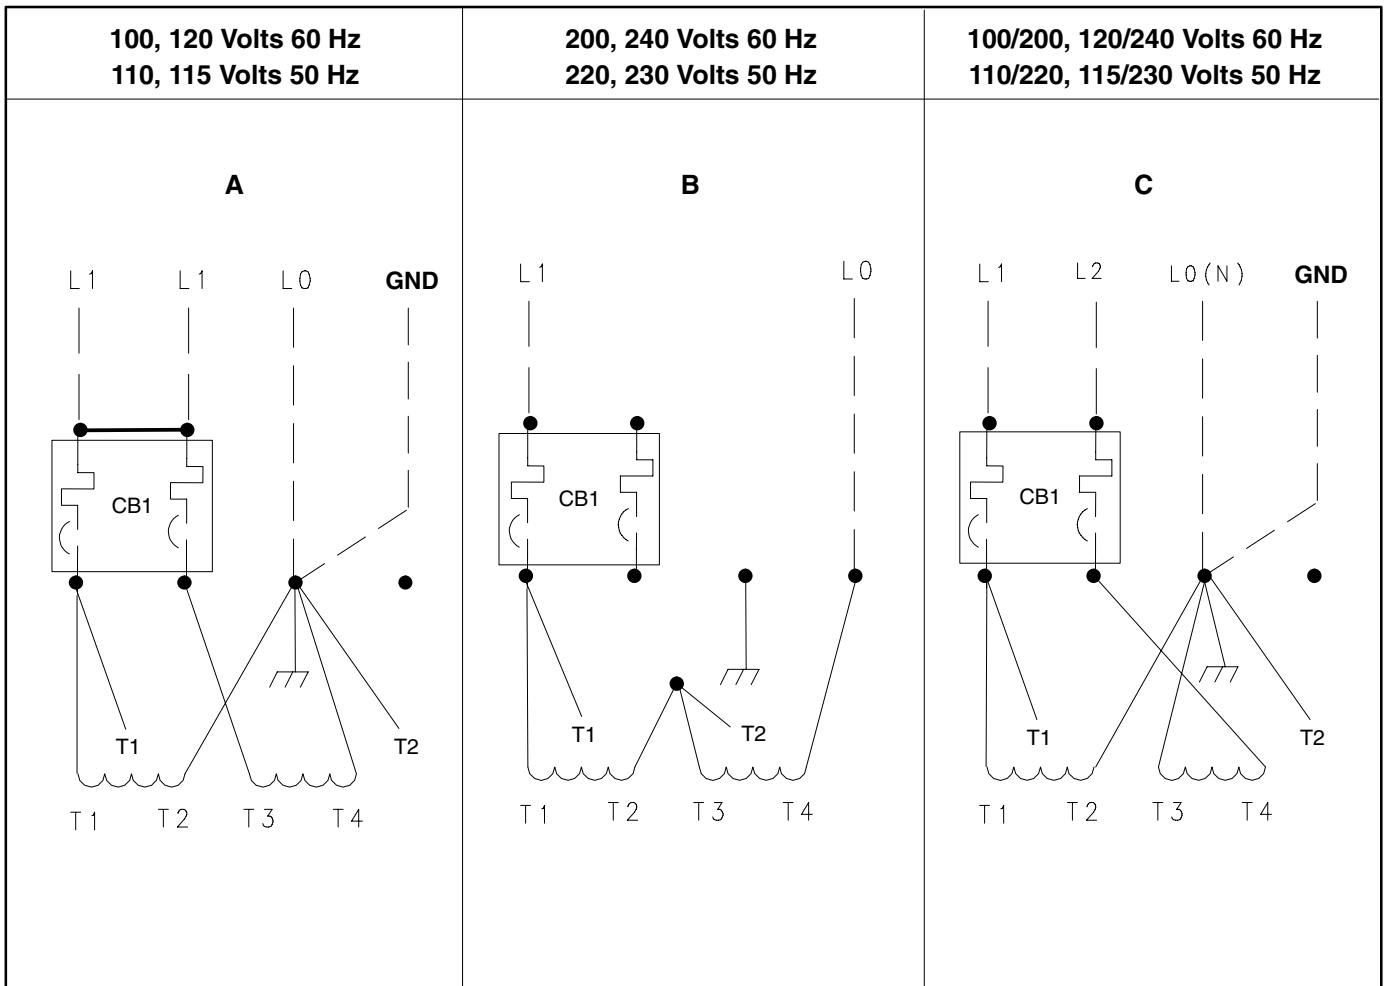 100, 120 Volts 60 Hz
110, 115 Volts 50 Hz
A
L1 L1 L0 GND
CB1
T1 T2
T1 T2 T3 T4
200, 240 Volts 60 Hz
220, 230 Volts 50 Hz
B
L1 L0
CB1
T1 T2
T1 T2 T3 T4
100/200, 120/240 Volts 60 Hz
110/220, 115/230 Volts 50 Hz
C
L1 L2 L0(N) GND
CB1
T1 T2
T1 T2 T3 T4